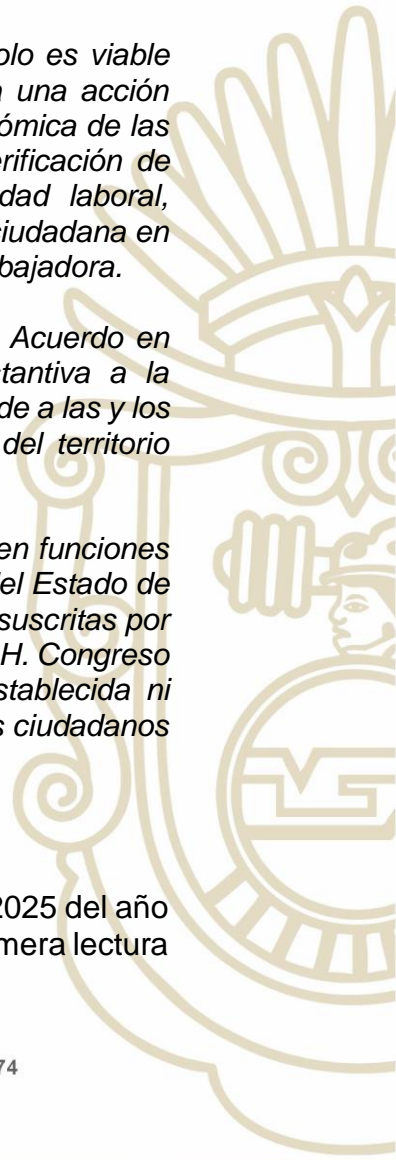 olo es viable
a una acción
ómica de las
erificación de
dad laboral,
ciudadana en
bajadora.
Acuerdo en
tantiva a la
de a las y los
del territorio
en funciones
del Estado de
suscritas por
H. Congreso
stablecida ni
s ciudadanos
2025 del año
mera lectura
74